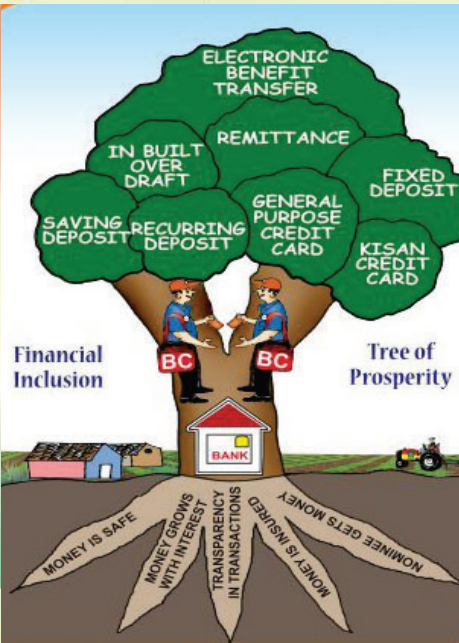 ELECTRONIC
BENEFIT
TRANSFER
REMITTANCE
IN BUILT
OVER
DRAFT
FIXED
DEPOSIT
SAVING
DEPOSIT
RECURRING
DEPOSIT
GENERAL
PURPOSE
CREDIT
CARD
KISAN
CREDIT
CARD
BC
BC
Financial
Inclusion
Tree of
Prosperity
BANK
MONEY IS SAFE
MONEY GROWS
WITH INTEREST
TRANSPARENCY
IN TRANSACTIONS
MONEY IS INSURED
NOMINEE GETS MONEY